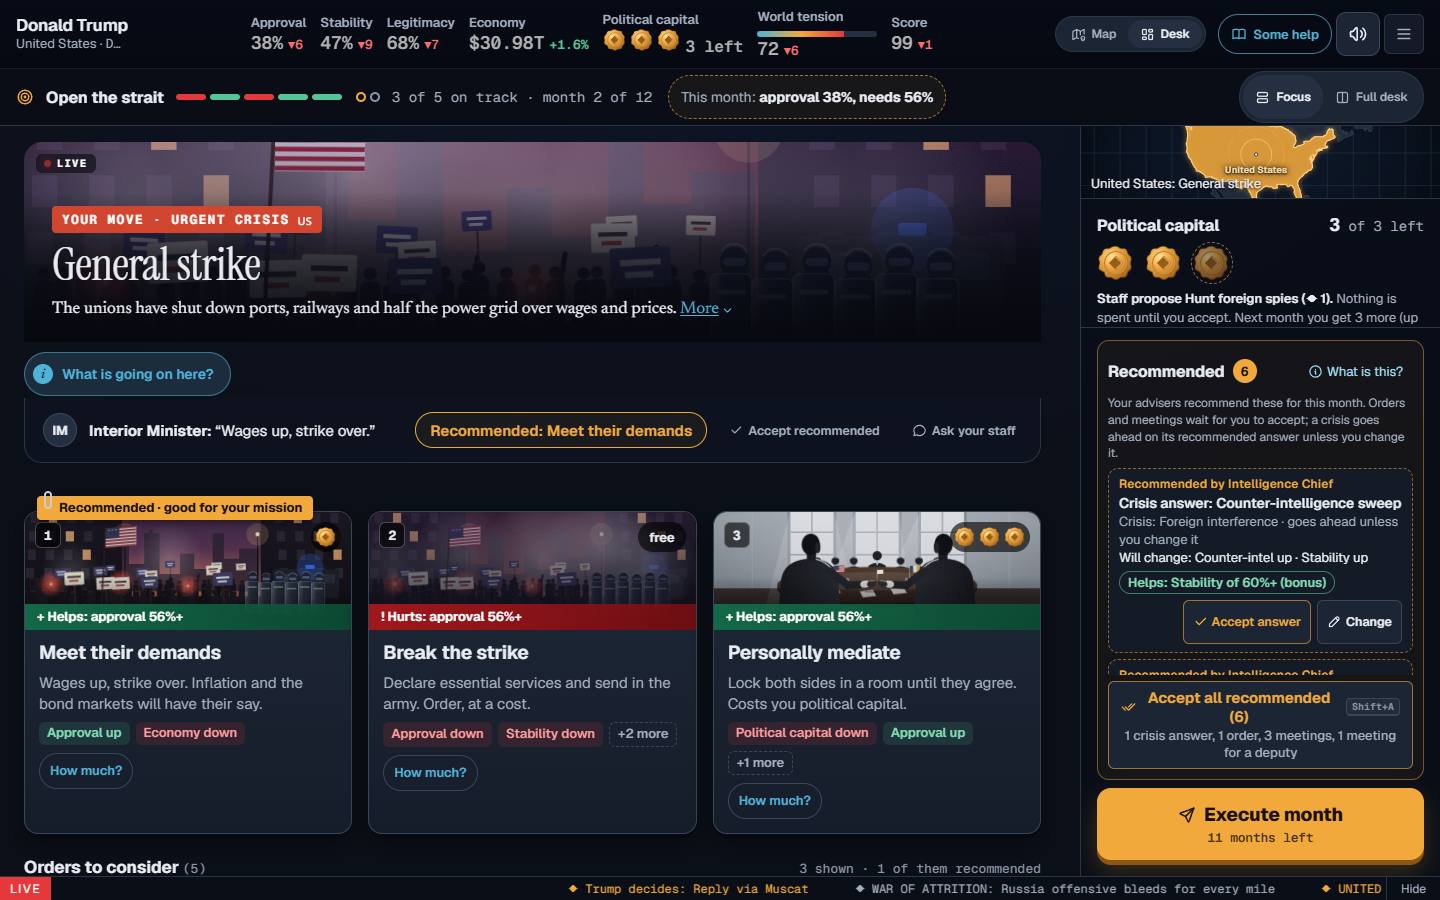 Donald Trump
United States · D…
Approval
38% ▾6
Stability
47% ▾9
Legitimacy
68% ▾7
Economy
$30.98T +1.6%
Political capital
3 left
World tension
72 ▾6
Score
99 ▾1
Map
Desk
Some help
Open the strait
3 of 5 on track · month 2 of 12
This month: approval 38%, needs 56%
Focus
Full desk
LIVE
YOUR MOVE · URGENT CRISIS US
General strike
The unions have shut down ports, railways and half the power grid over wages and prices. More
What is going on here?
IM
Interior Minister: “Wages up, strike over.”
Recommended: Meet their demands
Accept recommended
Ask your staff
Recommended · good for your mission
1
+ Helps: approval 56%+
Meet their demands
Wages up, strike over. Inflation and the
bond markets will have their say.
Approval up
Economy down
How much?
2
free
! Hurts: approval 56%+
Break the strike
Declare essential services and send in the
army. Order, at a cost.
Approval down
Stability down
+2 more
How much?
3
+ Helps: approval 56%+
Personally mediate
Lock both sides in a room until they agree.
Costs you political capital.
Political capital down
Approval up
+1 more
How much?
Orders to consider (5)
3 shown · 1 of them recommended
United States
United States: General strike
Political capital
3 of 3 left
Staff propose Hunt foreign spies (◆ 1). Nothing is
spent until you accept. Next month you get 3 more (up
Recommended 6
What is this?
Your advisers recommend these for this month. Orders
and meetings wait for you to accept; a crisis goes
ahead on its recommended answer unless you change
it.
Recommended by Intelligence Chief
Crisis answer: Counter-intelligence sweep
Crisis: Foreign interference · goes ahead unless
you change it
Will change: Counter-intel up · Stability up
Helps: Stability of 60%+ (bonus)
Accept answer
Change
Recommended by Intelligence Chief
Accept all recommended
(6)
Shift+A
1 crisis answer, 1 order, 3 meetings, 1 meeting
for a deputy
Execute month
11 months left
LIVE
◆ Trump decides: Reply via Muscat
◆ WAR OF ATTRITION: Russia offensive bleeds for every mile
◆ UNITED
Hide